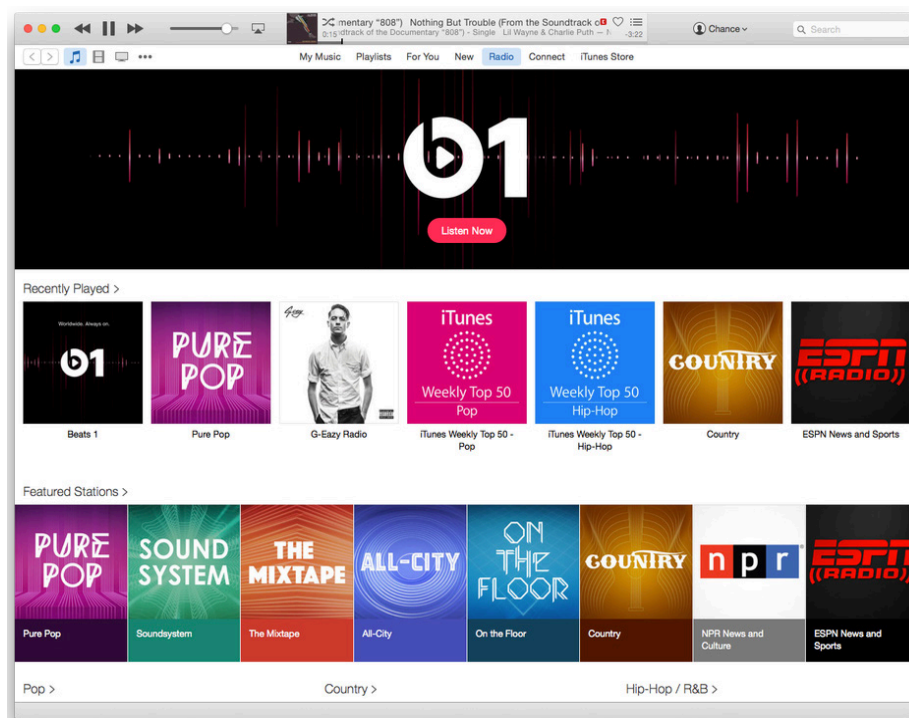 mentary "808") Nothing But Trouble (From the Soundtrack o
0:15 dtrack of the Documentary "808") - Single Lil Wayne & Charlie Puth — N -3:22
Chance
Search
My Music Playlists For You New Radio Connect iTunes Store
b1
Listen Now
Recently Played >
Worldwide. Always on.
b1
PURE
POP
G-Eazy
iTunes
Weekly Top 50
Pop
iTunes
Weekly Top 50
Hip-Hop
COUNTRY
ESPN
((RADIO))
Beats 1
Pure Pop
G-Eazy Radio
iTunes Weekly Top 50 -
Pop
iTunes Weekly Top 50 -
Hip-Hop
Country
ESPN News and Sports
Featured Stations >
PURE
POP
SOUND
SYSTEM
THE
MIXTAPE
ALL-CITY
ON
THE
FLOOR
COUNTRY
npr
ESPN
((RADIO))
Pure Pop
Soundsystem
The Mixtape
All-City
On the Floor
Country
NPR News and
Culture
ESPN News and
Sports
Pop >
Country >
Hip-Hop / R&B >